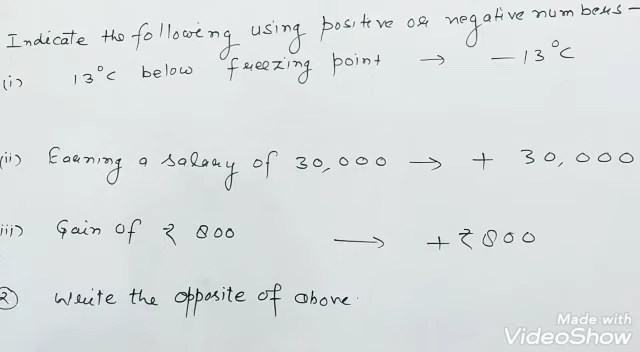 Indicate the following using positive or negative numbers -
(i) 13°C below freezing point → - 13°C
(ii) Earning a salary of 30,000 → + 30,000
iii) Gain of ₹ 800 → + ₹800
2 Write the opposite of above.
Made with
VideoShow